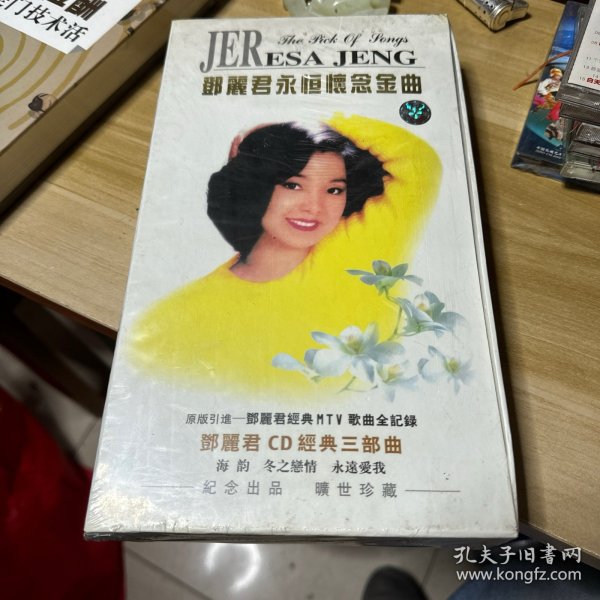 门技术活
The Pick Of Songs
JERESA JENG
鄧麗君永恒懷念金曲
原版引進—鄧麗君經典MTV歌曲全記録
鄧麗君CD經典三部曲
海韵 冬之戀情 永遠愛我
紀念出品 曠世珍藏
孔夫子旧书网
www.kongfz.com